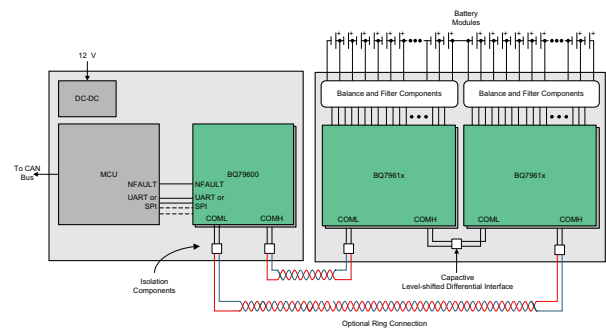 Battery
Modules
12 V
DC-DC
Balance and Filter Components
Balance and Filter Components
MCU
BQ79600
BQ7961x
BQ7961x
To CAN
Bus
NFAULT
NFAULT
UART or
SPI
UART or
SPI
COML
COMH
COML
COMH
COML
COMH
Isolation
Components
Capactive
Level-shifted Differential Interface
Optional Ring Connection